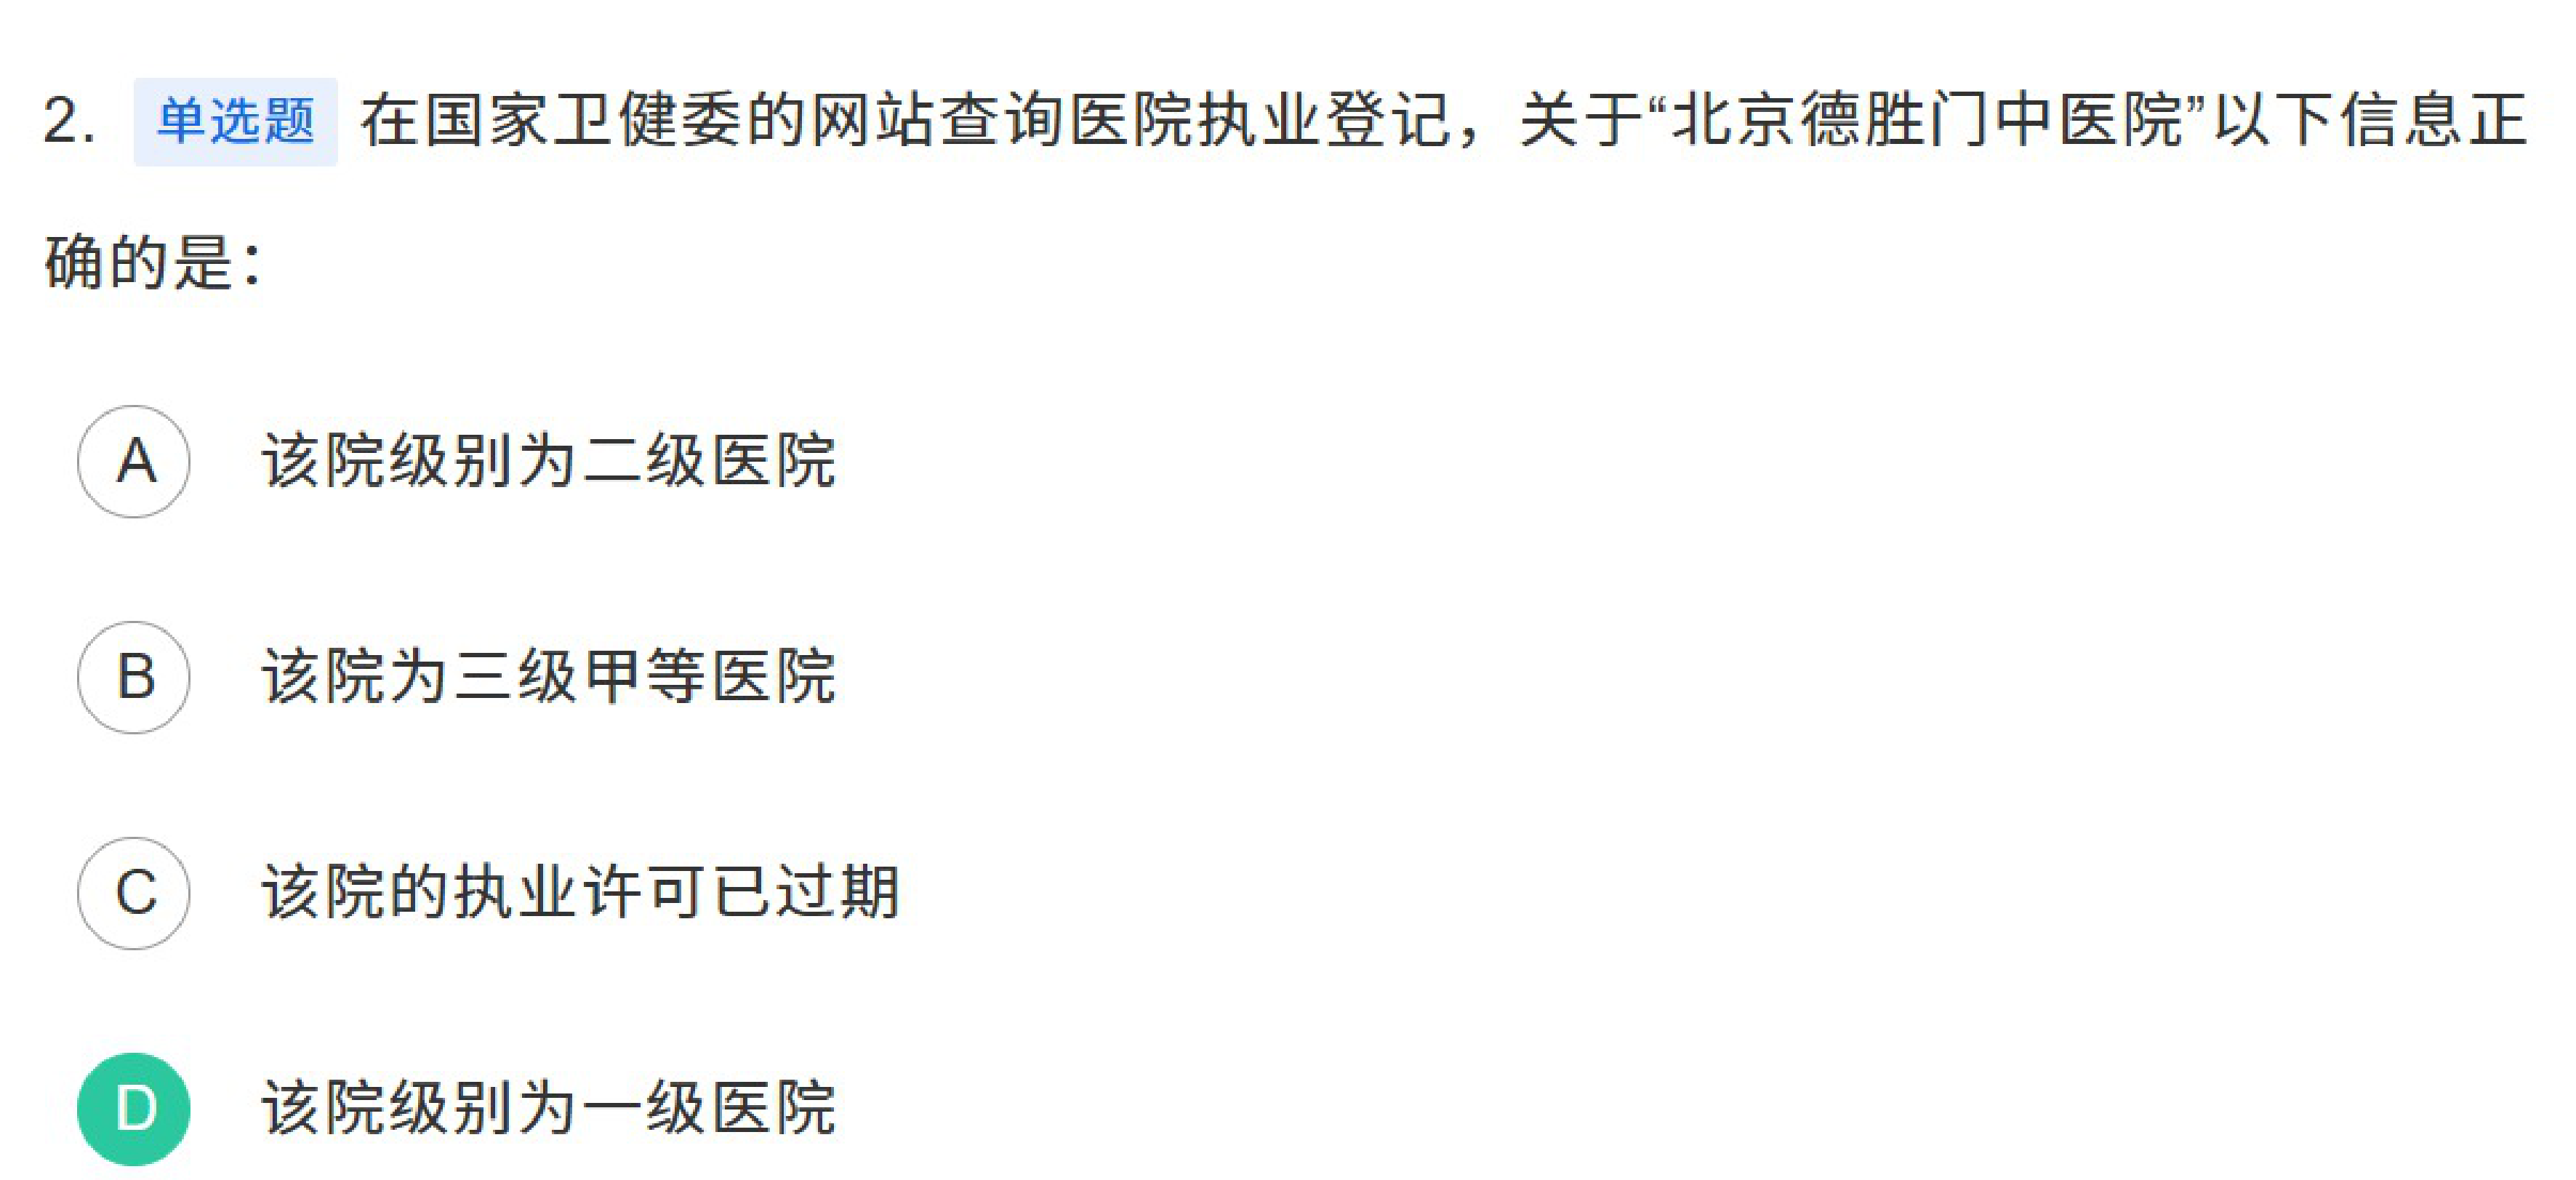 2. 单选题 在国家卫健委的网站查询医院执业登记，关于“北京德胜门中医院”以下信息正
确的是：
A 该院级别为二级医院
B 该院为三级甲等医院
C 该院的执业许可已过期
D 该院级别为一级医院